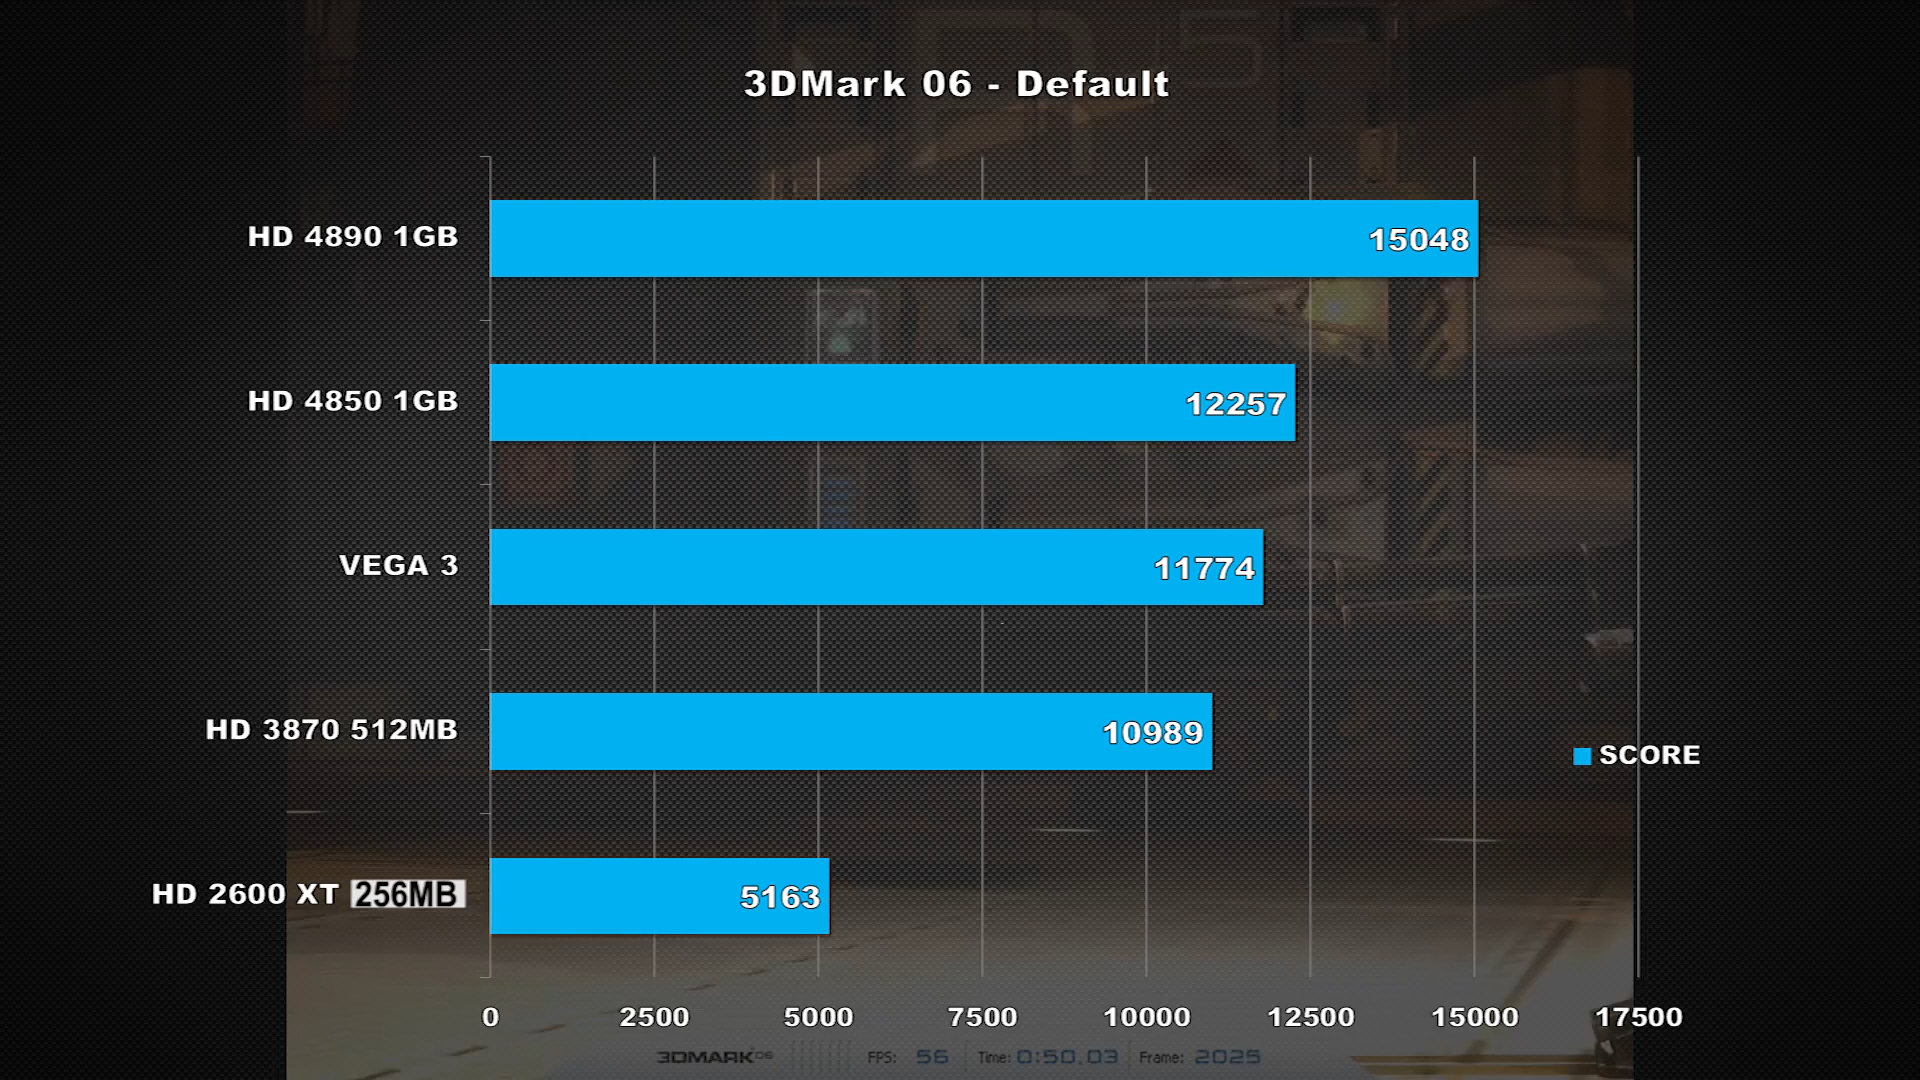 3DMark 06 - Default
HD 4890 1GB
15048
HD 4850 1GB
12257
VEGA 3
11774
HD 3870 512MB
10989
SCORE
HD 2600 XT 256MB
5163
0 2500 5000 7500 10000 12500 15000 17500
3DMARK06 FPS: 56 Time: 0:50.03 Frame: 2025